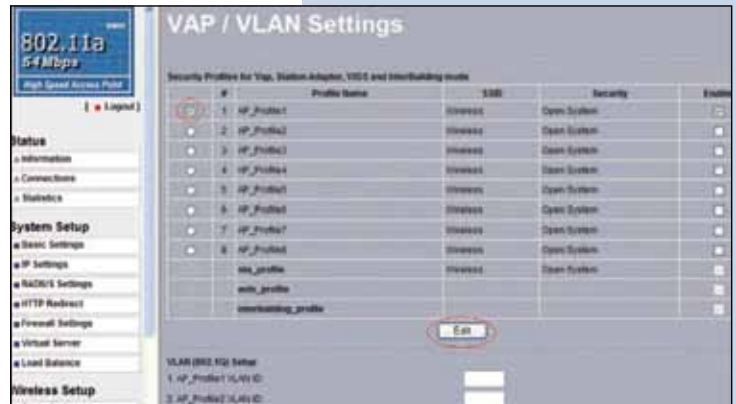 802.11a
54 Mbps
High Speed Access Point
[ Logout ]
Status
Information
Connections
Statistics
System Setup
Basic Settings
IP Settings
RADIUS Settings
HTTP Redirect
Firewall Settings
Virtual Server
Load Balance
Wireless Setup
VAP / VLAN Settings
Security Profiles for Vap, Station Adapter, WDS and InterBuilding mode
# Profile Name SSID Security Enable
1 AP_Profile1 Wireless Open System
2 AP_Profile2 Wireless Open System
3 AP_Profile3 Wireless Open System
4 AP_Profile4 Wireless Open System
5 AP_Profile5 Wireless Open System
6 AP_Profile6 Wireless Open System
7 AP_Profile7 Wireless Open System
8 AP_Profile8 Wireless Open System
sta_profile Wireless Open System
wds_profile
interbuilding_profile
Edit
VLAN (802.1Q) Setup
1. AP_Profile1 VLAN ID:
2. AP_Profile2 VLAN ID: